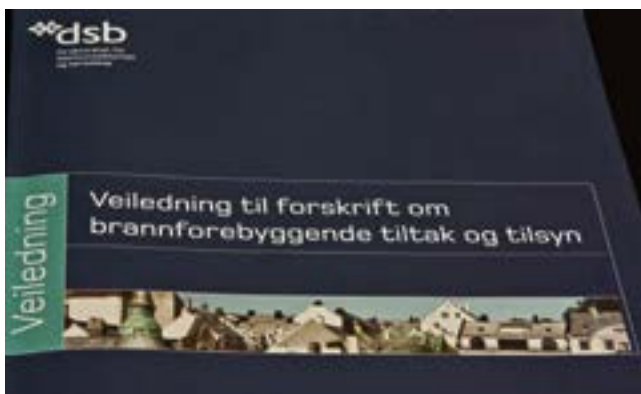 dsb
Veiledning
Veiledning til forskrift om
brannforebyggende tiltak og tilsyn